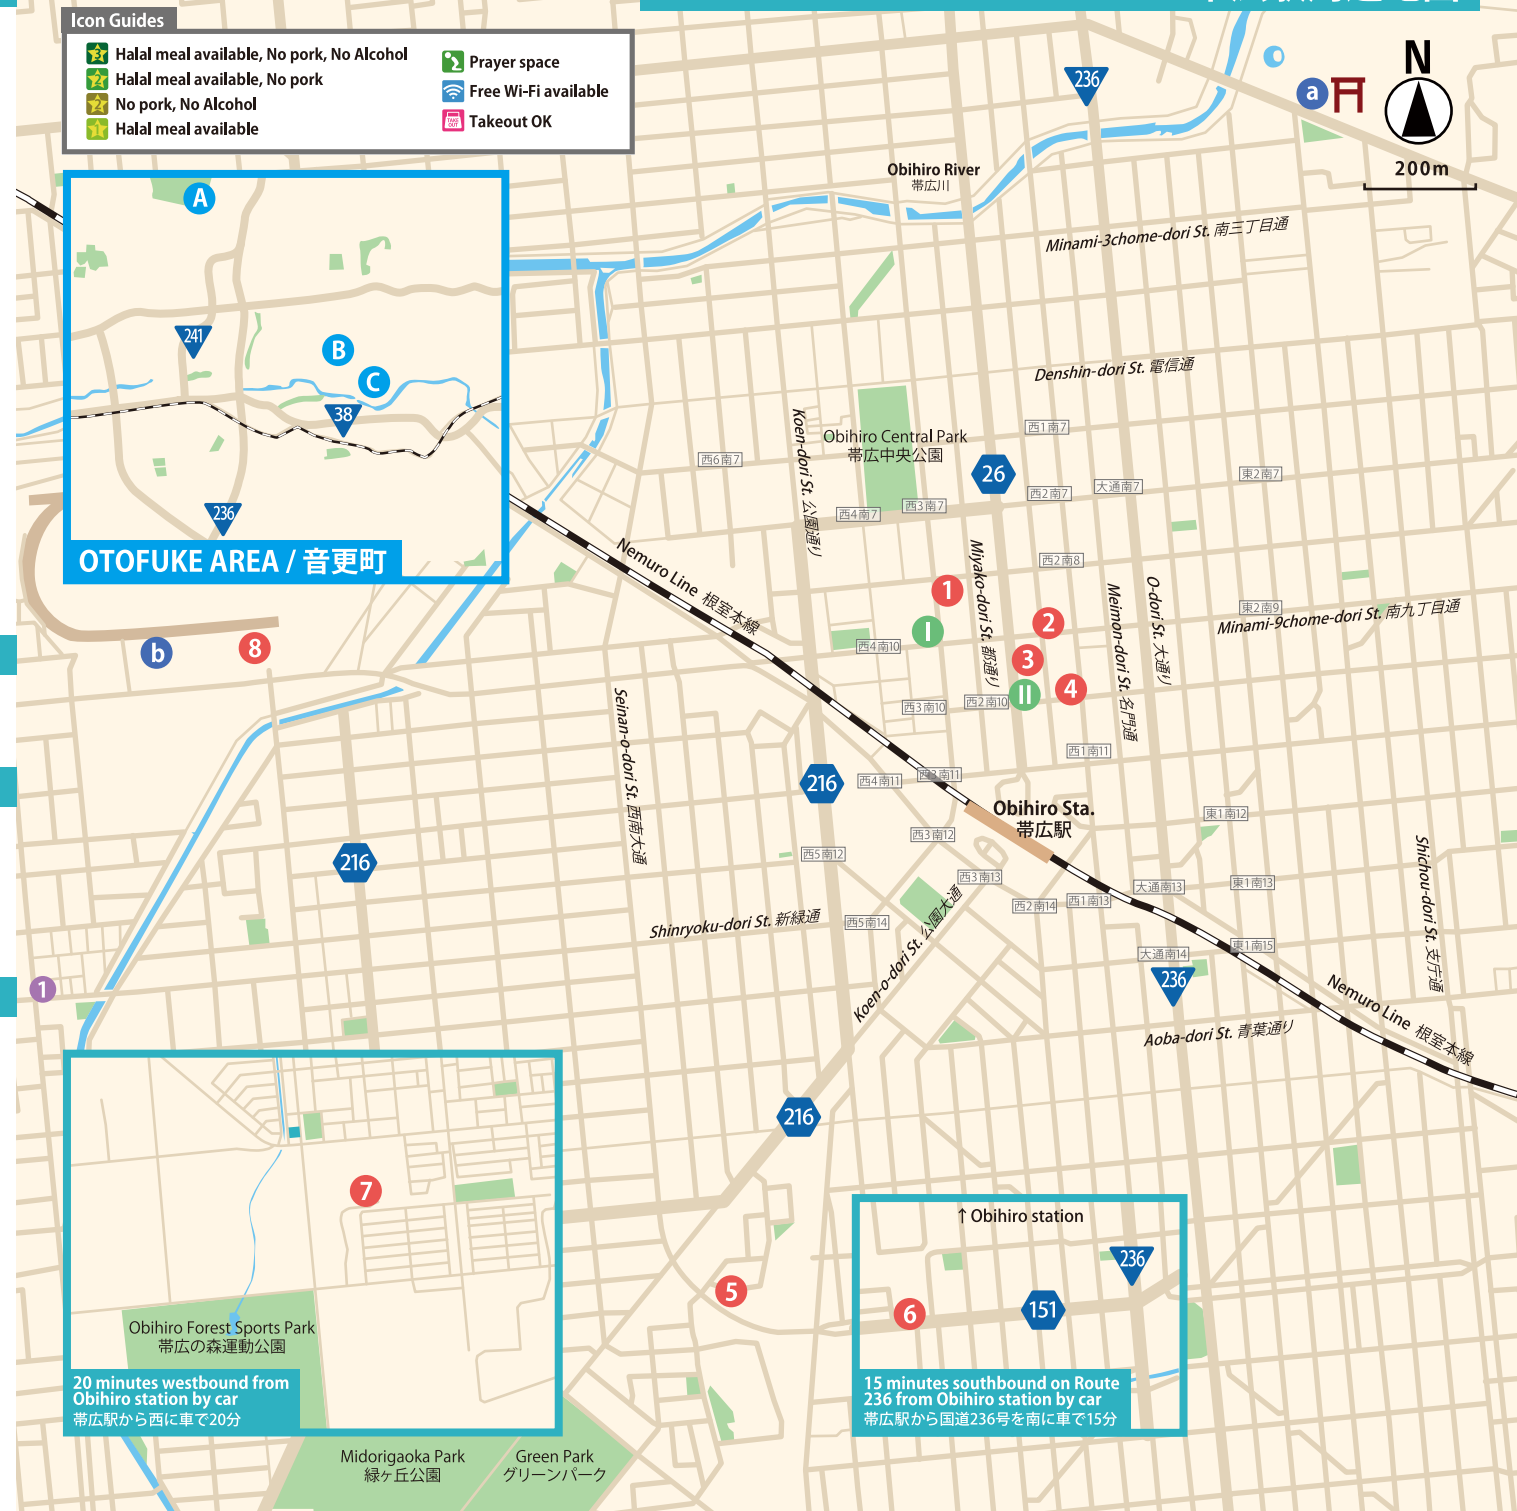 Icon Guides
3 Halal meal available, No pork, No Alcohol
2 Halal meal available, No pork
2 No pork, No Alcohol
1 Halal meal available
Prayer space
Free Wi-Fi available
TAKE OUT Takeout OK
236
a
N
200m
Obihiro River
帯広川
Minami-3chome-dori St. 南三丁目通
A
B
C
241
38
236
OTOFUKE AREA / 音更町
Denshin-dori St. 電信通
Koen-dori St. 公園通り
Obihiro Central Park
帯広中央公園
西1南7
西6南7
26
西2南7
大通南7
東2南7
西4南7
西3南7
Nemuro Line 根室本線
Miyako-dori St. 都通り
西2南8
Meimon-dori St. 名門通
O-dori St. 大通り
東2南9
Minami-9chome-dori St. 南九丁目通
1
I
2
3
II
4
b
8
西4南10
西3南10
西2南10
西1南11
Seinan-o-dori St. 西南大通
216
西4南11
西3南11
Obihiro Sta.
帯広駅
東1南12
西3南12
西5南12
216
西3南13
大通南13
東1南13
西2南14
西1南13
Shichou-dori St. 支庁通
Shinryoku-dori St. 新緑通
西5南14
Koen-o-dori St. 公園大通
東1南15
大通南14
236
1
Nemuro Line 根室本線
Aoba-dori St. 青葉通り
216
7
Obihiro Forest Sports Park
帯広の森運動公園
20 minutes westbound from
Obihiro station by car
帯広駅から西に車で20分
5
↑Obihiro station
236
151
6
15 minutes southbound on Route
236 from Obihiro station by car
帯広駅から国道236号を南に車で15分
Midorigaoka Park
緑ヶ丘公園
Green Park
グリーンパーク